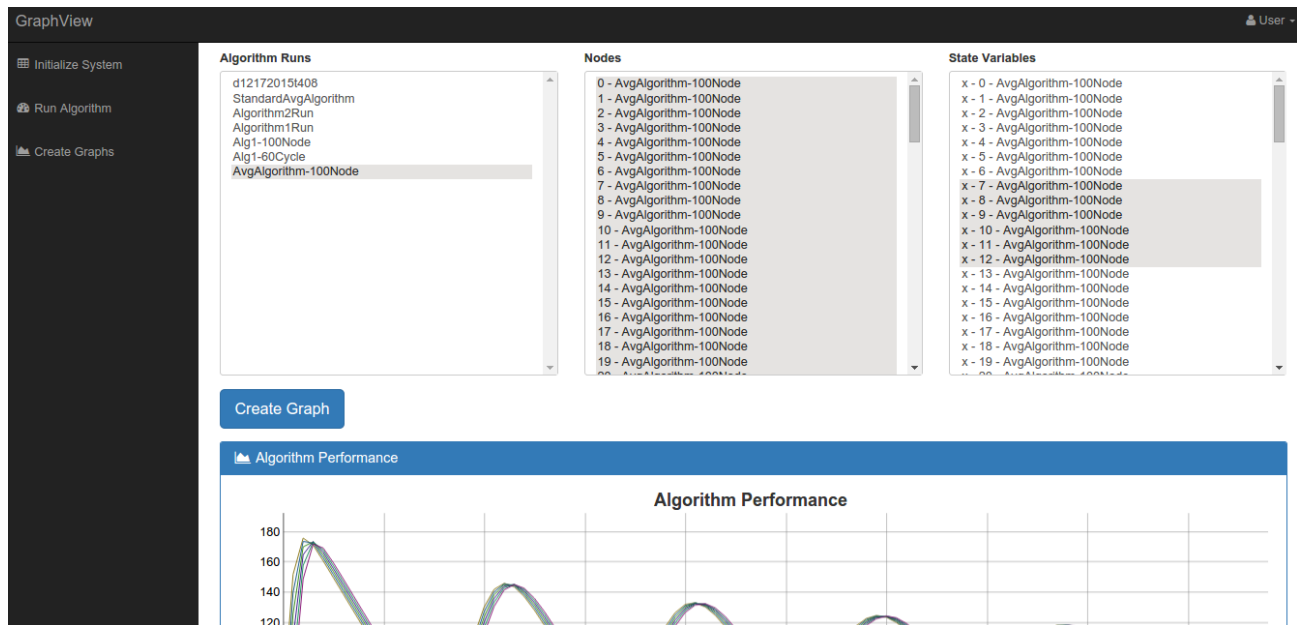 GraphView
User
Initialize System
Run Algorithm
Create Graphs
Algorithm Runs
d12172015t408
StandardAvgAlgorithm
Algorithm2Run
Algorithm1Run
Alg1-100Node
Alg1-60Cycle
AvgAlgorithm-100Node
Nodes
0 - AvgAlgorithm-100Node
1 - AvgAlgorithm-100Node
2 - AvgAlgorithm-100Node
3 - AvgAlgorithm-100Node
4 - AvgAlgorithm-100Node
5 - AvgAlgorithm-100Node
6 - AvgAlgorithm-100Node
7 - AvgAlgorithm-100Node
8 - AvgAlgorithm-100Node
9 - AvgAlgorithm-100Node
10 - AvgAlgorithm-100Node
11 - AvgAlgorithm-100Node
12 - AvgAlgorithm-100Node
13 - AvgAlgorithm-100Node
14 - AvgAlgorithm-100Node
15 - AvgAlgorithm-100Node
16 - AvgAlgorithm-100Node
17 - AvgAlgorithm-100Node
18 - AvgAlgorithm-100Node
19 - AvgAlgorithm-100Node
State Variables
x - 0 - AvgAlgorithm-100Node
x - 1 - AvgAlgorithm-100Node
x - 2 - AvgAlgorithm-100Node
x - 3 - AvgAlgorithm-100Node
x - 4 - AvgAlgorithm-100Node
x - 5 - AvgAlgorithm-100Node
x - 6 - AvgAlgorithm-100Node
x - 7 - AvgAlgorithm-100Node
x - 8 - AvgAlgorithm-100Node
x - 9 - AvgAlgorithm-100Node
x - 10 - AvgAlgorithm-100Node
x - 11 - AvgAlgorithm-100Node
x - 12 - AvgAlgorithm-100Node
x - 13 - AvgAlgorithm-100Node
x - 14 - AvgAlgorithm-100Node
x - 15 - AvgAlgorithm-100Node
x - 16 - AvgAlgorithm-100Node
x - 17 - AvgAlgorithm-100Node
x - 18 - AvgAlgorithm-100Node
x - 19 - AvgAlgorithm-100Node
Create Graph
Algorithm Performance
Algorithm Performance
180
160
140
120